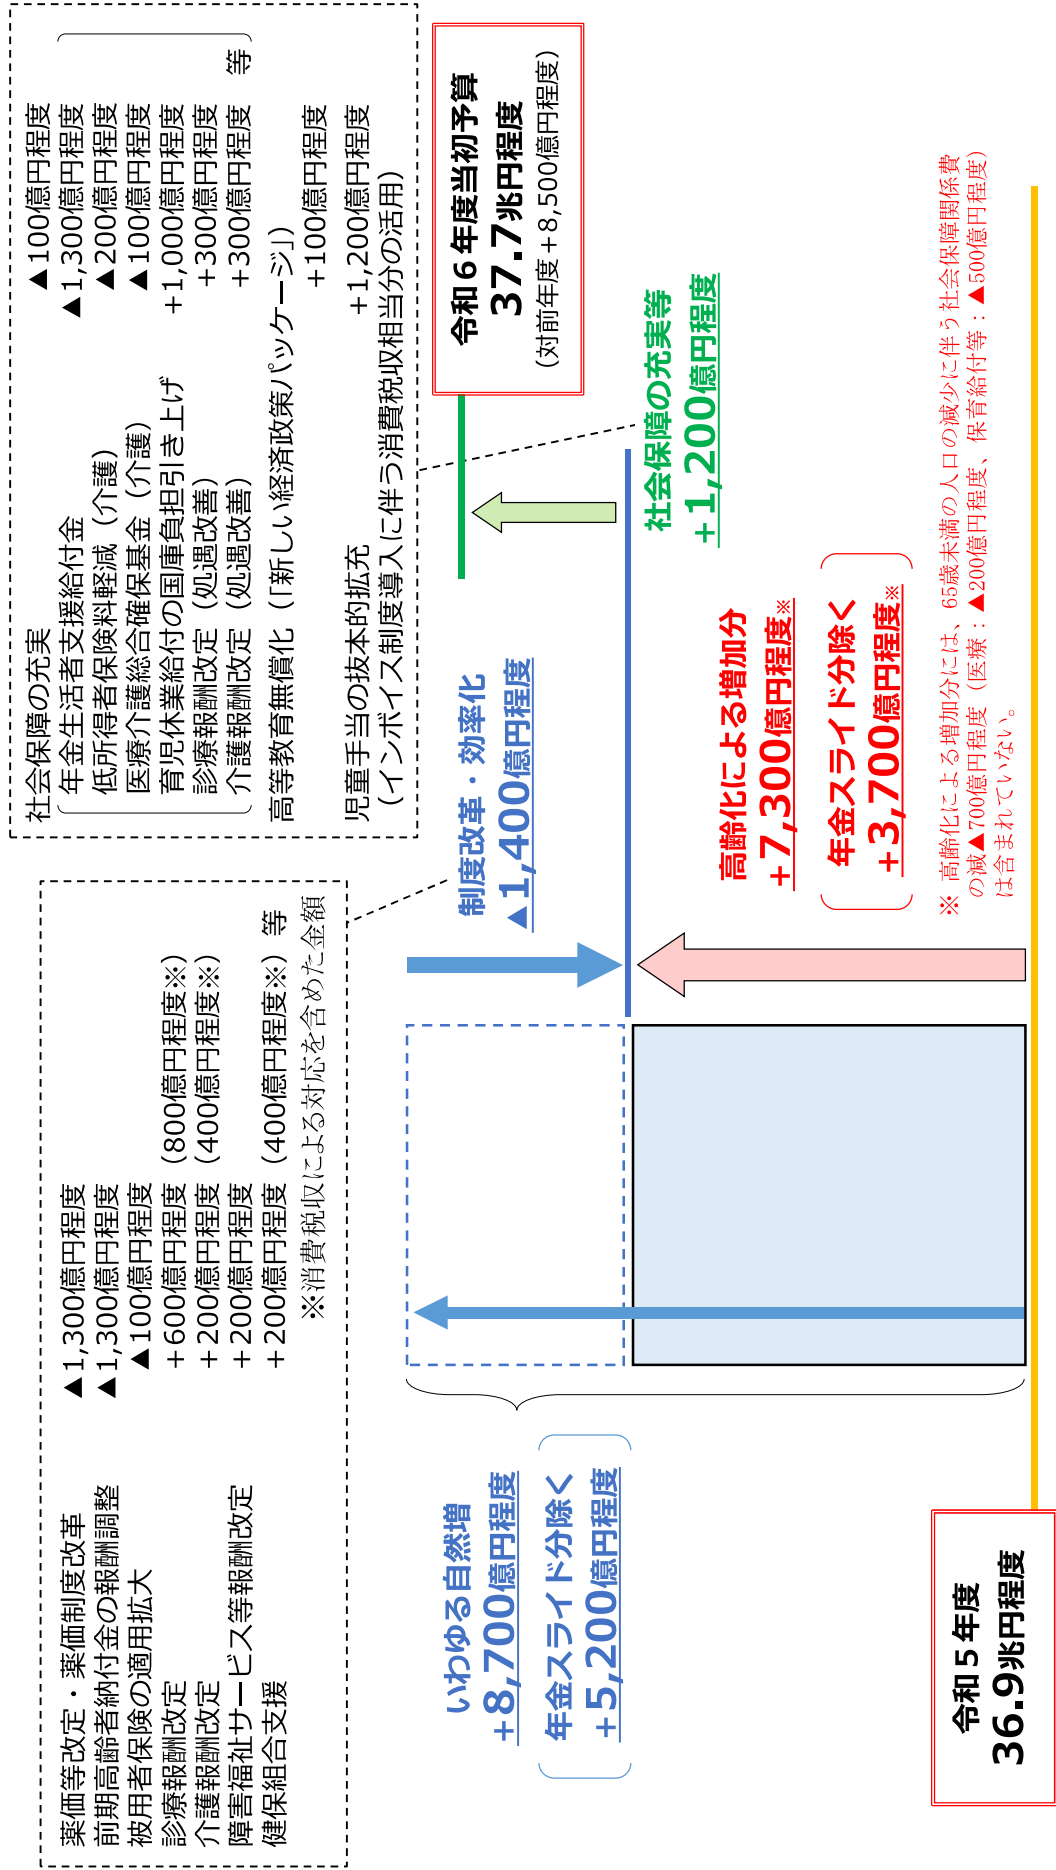 薬価等改定・薬価制度改革　▲1,300億円程度
前期高齢者納付金の報酬調整　▲1,300億円程度
被用者保険の適用拡大　▲100億円程度
診療報酬改定　+600億円程度（800億円程度※）
介護報酬改定　+200億円程度（400億円程度※）
障害福祉サービス等報酬改定　+200億円程度
健保組合支援　+200億円程度（400億円程度※）等
※消費税収による対応を含めた金額
社会保障の充実　▲100億円程度
年金生活者支援給付金　▲1,300億円程度
低所得者保険料軽減（介護）　▲200億円程度
医療介護総合確保基金（介護）　▲100億円程度
育児休業給付の国庫負担引き上げ　+1,000億円程度
診療報酬改定（処遇改善）　+300億円程度
介護報酬改定（処遇改善）　+300億円程度　等
高等教育無償化（「新しい経済政策パッケージ」）
+100億円程度
児童手当の抜本的拡充　+1,200億円程度
（インボイス制度導入に伴う消費税収相当分の活用）
いわゆる自然増
+8,700億円程度
年金スライド分除く
+5,200億円程度
制度改革・効率化
▲1,400億円程度
令和６年度当初予算
37.7兆円程度
（対前年度＋8,500億円程度）
社会保障の充実等
+1,200億円程度
高齢化による増加分
+7,300億円程度※
年金スライド分除く
+3,700億円程度※
※ 高齢化による増加分には、65歳未満の人口の減少に伴う社会保障関係費
の減▲700億円程度（医療：▲200億円程度、保育給付等：▲500億円程度）
は含まれていない。
令和５年度
36.9兆円程度